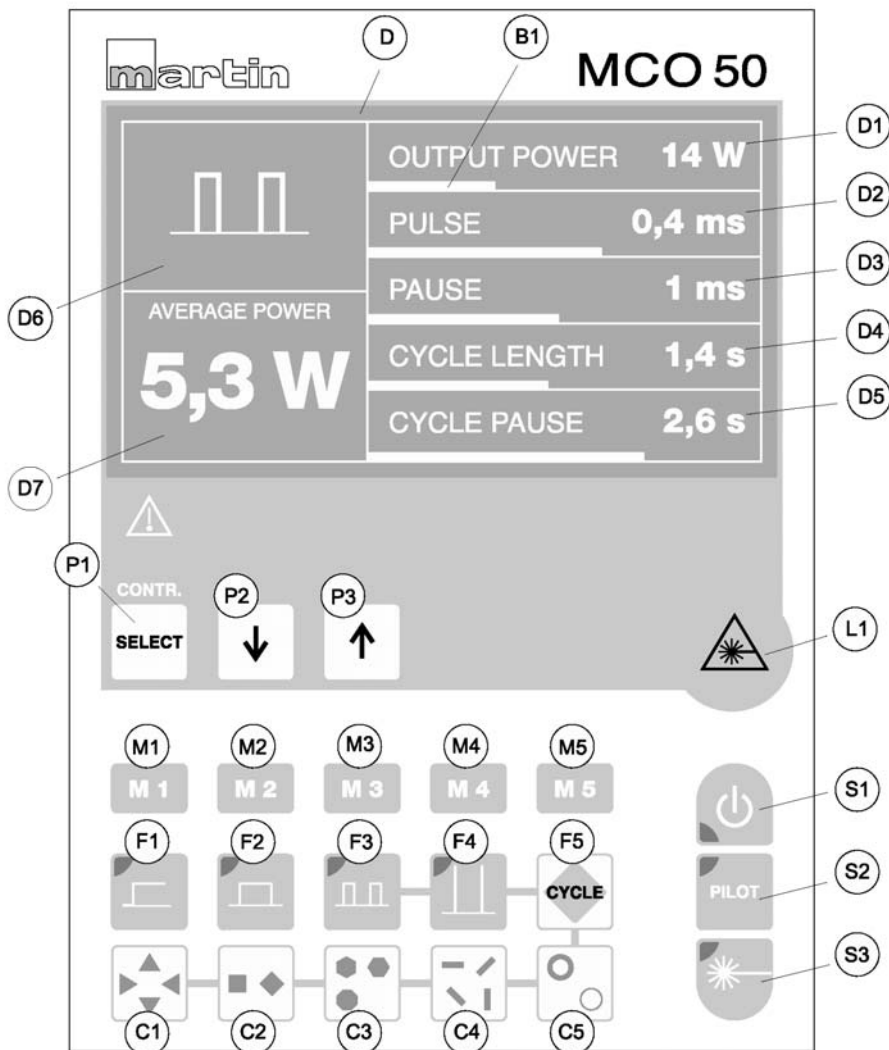 D B1
martin MCO 50
OUTPUT POWER 14 W D1
PULSE 0,4 ms D2
PAUSE 1 ms D3
D6 AVERAGE POWER
CYCLE LENGTH 1,4 s D4
5,3 W
CYCLE PAUSE 2,6 s D5
D7
P1 CONTR. P2 P3
SELECT ↓ ↑ L1
M1 M2 M3 M4 M5
M 1 M 2 M 3 M 4 M 5 S1
F1 F2 F3 F4 F5
CYCLE PILOT S2
S3
C1 C2 C3 C4 C5